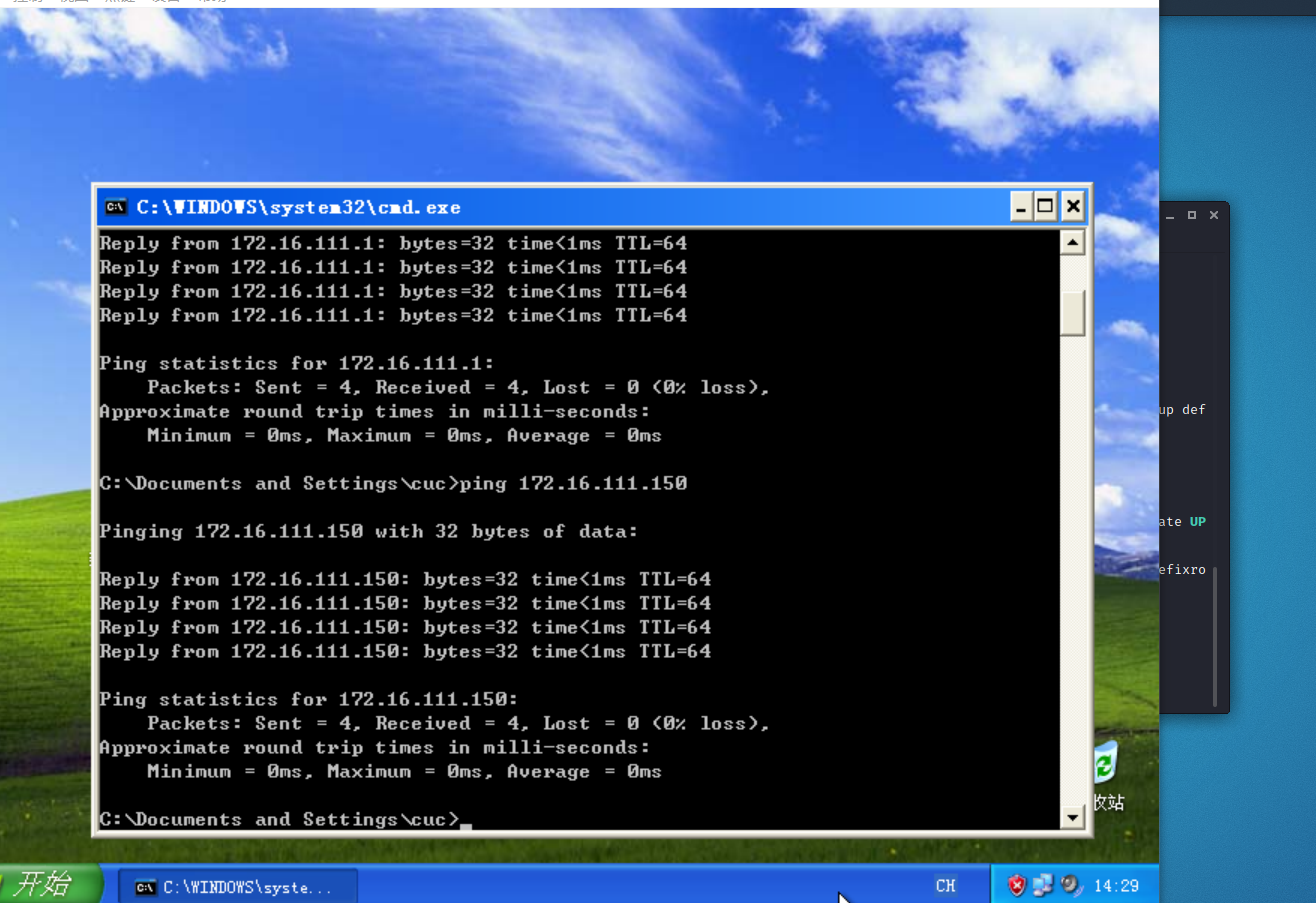 C:\WINDOWS\system32\cmd.exe
Reply from 172.16.111.1: bytes=32 time<1ms TTL=64
Reply from 172.16.111.1: bytes=32 time<1ms TTL=64
Reply from 172.16.111.1: bytes=32 time<1ms TTL=64
Reply from 172.16.111.1: bytes=32 time<1ms TTL=64
Ping statistics for 172.16.111.1:
Packets: Sent = 4, Received = 4, Lost = 0 (0% loss),
Approximate round trip times in milli-seconds:
Minimum = 0ms, Maximum = 0ms, Average = 0ms
C:\Documents and Settings\cuc>ping 172.16.111.150
Pinging 172.16.111.150 with 32 bytes of data:
Reply from 172.16.111.150: bytes=32 time<1ms TTL=64
Reply from 172.16.111.150: bytes=32 time<1ms TTL=64
Reply from 172.16.111.150: bytes=32 time<1ms TTL=64
Reply from 172.16.111.150: bytes=32 time<1ms TTL=64
Ping statistics for 172.16.111.150:
Packets: Sent = 4, Received = 4, Lost = 0 (0% loss),
Approximate round trip times in milli-seconds:
Minimum = 0ms, Maximum = 0ms, Average = 0ms
C:\Documents and Settings\cuc>_
up def
ate UP
efixro
收站
开始
C:\WINDOWS\syste...
CH
14:29